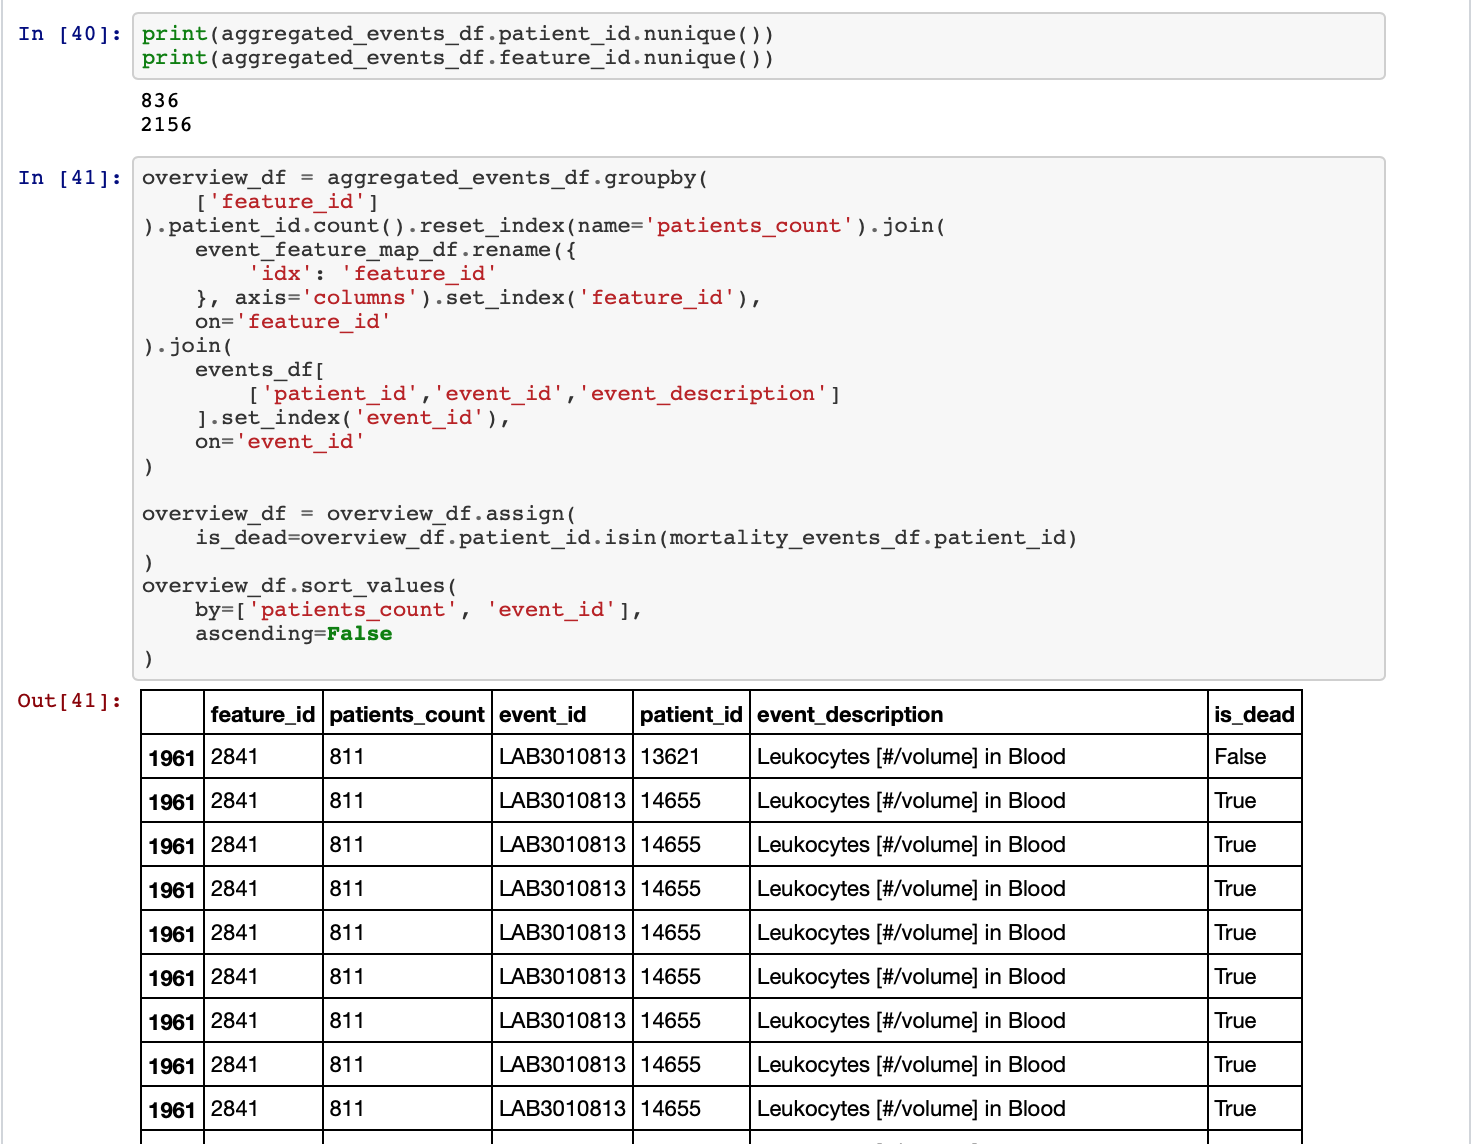 In [40]: print(aggregated_events_df.patient_id.nunique())
print(aggregated_events_df.feature_id.nunique())
836
2156
In [41]: overview_df = aggregated_events_df.groupby(
    ['feature_id']
).patient_id.count().reset_index(name='patients_count').join(
    event_feature_map_df.rename({
        'idx': 'feature_id'
    }, axis='columns').set_index('feature_id'),
    on='feature_id'
).join(
    events_df[
        ['patient_id','event_id','event_description']
    ].set_index('event_id'),
    on='event_id'
)
overview_df = overview_df.assign(
    is_dead=overview_df.patient_id.isin(mortality_events_df.patient_id)
)
overview_df.sort_values(
    by=['patients_count', 'event_id'],
    ascending=False
)
Out[41]:
feature_id patients_count event_id patient_id event_description is_dead
1961 2841 811 LAB3010813 13621 Leukocytes [#/volume] in Blood False
1961 2841 811 LAB3010813 14655 Leukocytes [#/volume] in Blood True
1961 2841 811 LAB3010813 14655 Leukocytes [#/volume] in Blood True
1961 2841 811 LAB3010813 14655 Leukocytes [#/volume] in Blood True
1961 2841 811 LAB3010813 14655 Leukocytes [#/volume] in Blood True
1961 2841 811 LAB3010813 14655 Leukocytes [#/volume] in Blood True
1961 2841 811 LAB3010813 14655 Leukocytes [#/volume] in Blood True
1961 2841 811 LAB3010813 14655 Leukocytes [#/volume] in Blood True
1961 2841 811 LAB3010813 14655 Leukocytes [#/volume] in Blood True